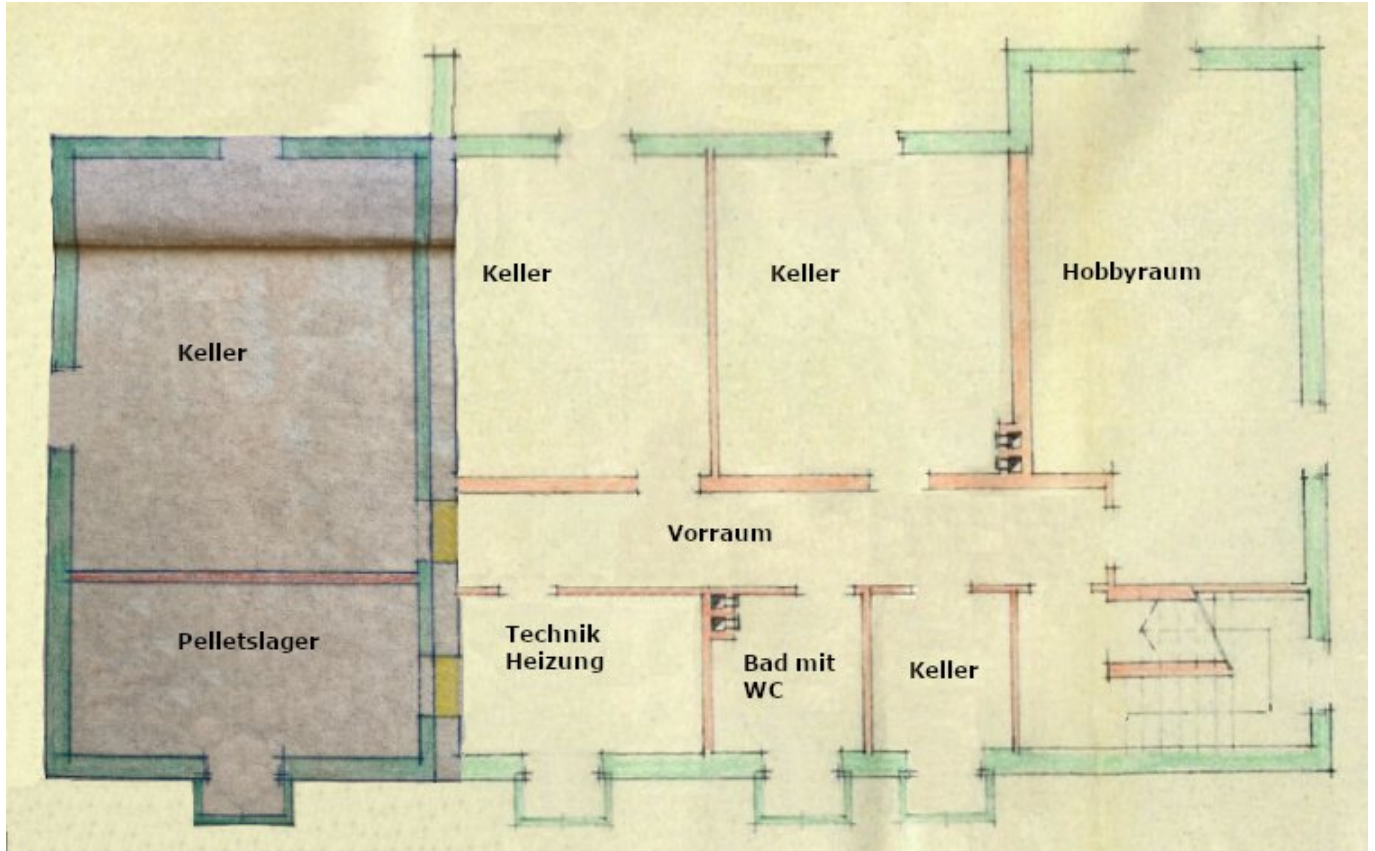 Keller
Keller
Hobbyraum
Keller
Vorraum
Technik
Heizung
Pelletslager
Bad mit
WC
Keller